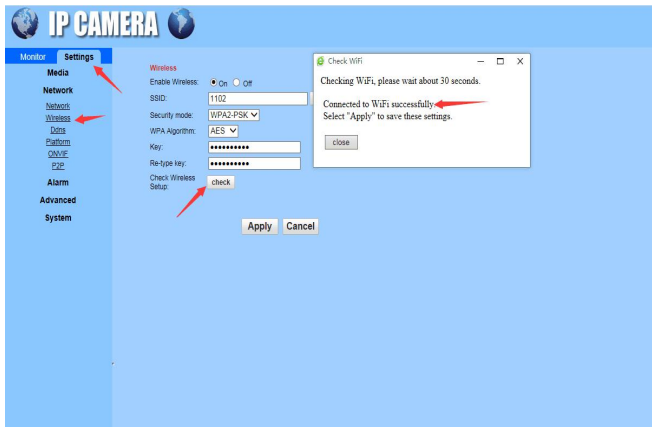 IP CAMERA
Monitor Settings
Media
Network
Network
Wireless
Ddns
Platform
ONVIF
P2P
Alarm
Advanced
System
Wireless
Enable Wireless: On Off
SSID: 1102
Security mode: WPA2-PSK
WPA Algorithm: AES
Key: ••••••••••
Re-type key: ••••••••••
Check Wireless
Setup: check
Apply Cancel
Check WiFi
Checking WiFi, please wait about 30 seconds.
Connected to WiFi successfully.
Select "Apply" to save these settings.
close